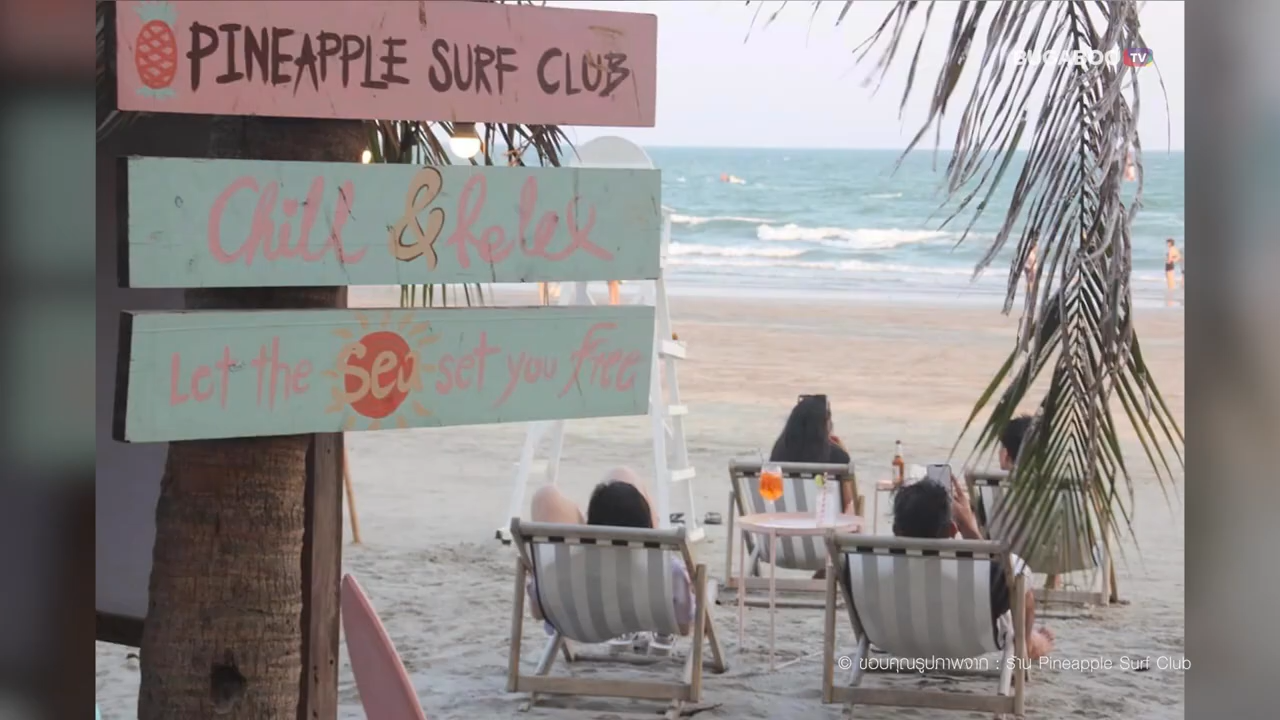 PINEAPPLE SURF CLUB
BUGABOO TV
Chill & Relax
Let the Sea set you free
© ขอบคุณรูปภาพจาก : ร้าน Pineapple Surf Club